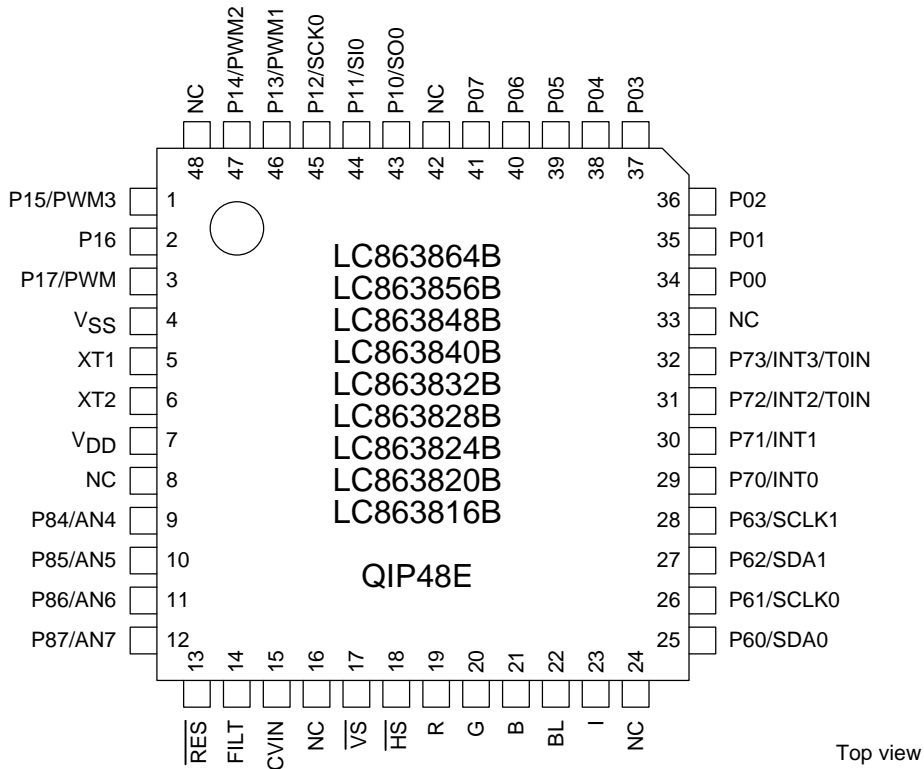 NC
P14/PWM2
P13/PWM1
P12/SCK0
P11/SI0
P10/SO0
NC
P07
P06
P05
P04
P03
48
47
46
45
44
43
42
41
40
39
38
37
P15/PWM3 1
P16 2
P17/PWM 3
VSS 4
XT1 5
XT2 6
VDD 7
NC 8
P84/AN4 9
P85/AN5 10
P86/AN6 11
P87/AN7 12
LC863864B
LC863856B
LC863848B
LC863840B
LC863832B
LC863828B
LC863824B
LC863820B
LC863816B
QIP48E
36 P02
35 P01
34 P00
33 NC
32 P73/INT3/T0IN
31 P72/INT2/T0IN
30 P71/INT1
29 P70/INT0
28 P63/SCLK1
27 P62/SDA1
26 P61/SCLK0
25 P60/SDA0
13
14
15
16
17
18
19
20
21
22
23
24
RES
FILT
CVIN
NC
VS
HS
R
G
B
BL
I
NC
Top view